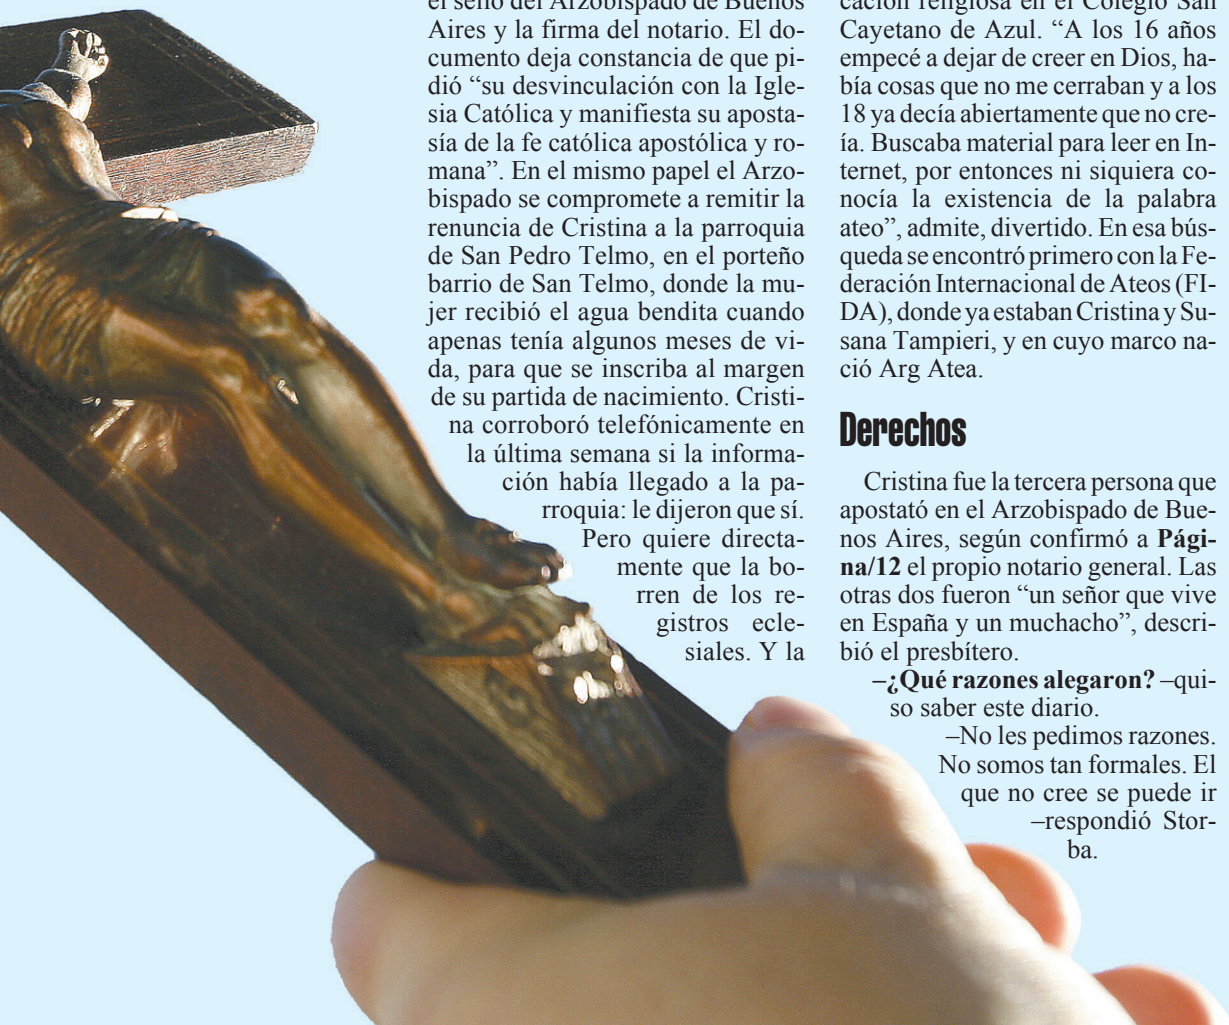 el sello del Arzobispado de Buenos
Aires y la firma del notario. El do-
cumento deja constancia de que pi-
dió “su desvinculación con la Igle-
sia Católica y manifiesta su aposta-
sía de la fe católica apostólica y ro-
mana”. En el mismo papel el Arzo-
bispado se compromete a remitir la
renuncia de Cristina a la parroquia
de San Pedro Telmo, en el porteño
barrio de San Telmo, donde la mu-
jer recibió el agua bendita cuando
apenas tenía algunos meses de vi-
da, para que se inscriba al margen
de su partida de nacimiento. Cristi-
na corroboró telefónicamente en
la última semana si la informa-
ción había llegado a la pa-
rroquia: le dijeron que sí.
Pero quiere directa-
mente que la bo-
rren de los re-
gistros ecle-
siales. Y la
cación religiosa en el Colegio San
Cayetano de Azul. “A los 16 años
empecé a dejar de creer en Dios, ha-
bía cosas que no me cerraban y a los
18 ya decía abiertamente que no cre-
ía. Buscaba material para leer en In-
ternet, por entonces ni siquiera co-
nocía la existencia de la palabra
ateo”, admite, divertido. En esa bús-
queda se encontró primero con la Fe-
deración Internacional de Ateos (FI-
DA), donde ya estaban Cristina y Su-
sana Tampieri, y en cuyo marco na-
ció Arg Atea.
Derechos
Cristina fue la tercera persona que
apostató en el Arzobispado de Bue-
nos Aires, según confirmó a Pági-
na/12 el propio notario general. Las
otras dos fueron “un señor que vive
en España y un muchacho”, descri-
bió el presbítero.
–¿Qué razones alegaron? –qui-
so saber este diario.
–No les pedimos razones.
No somos tan formales. El
que no cree se puede ir
–respondió Stor-
ba.